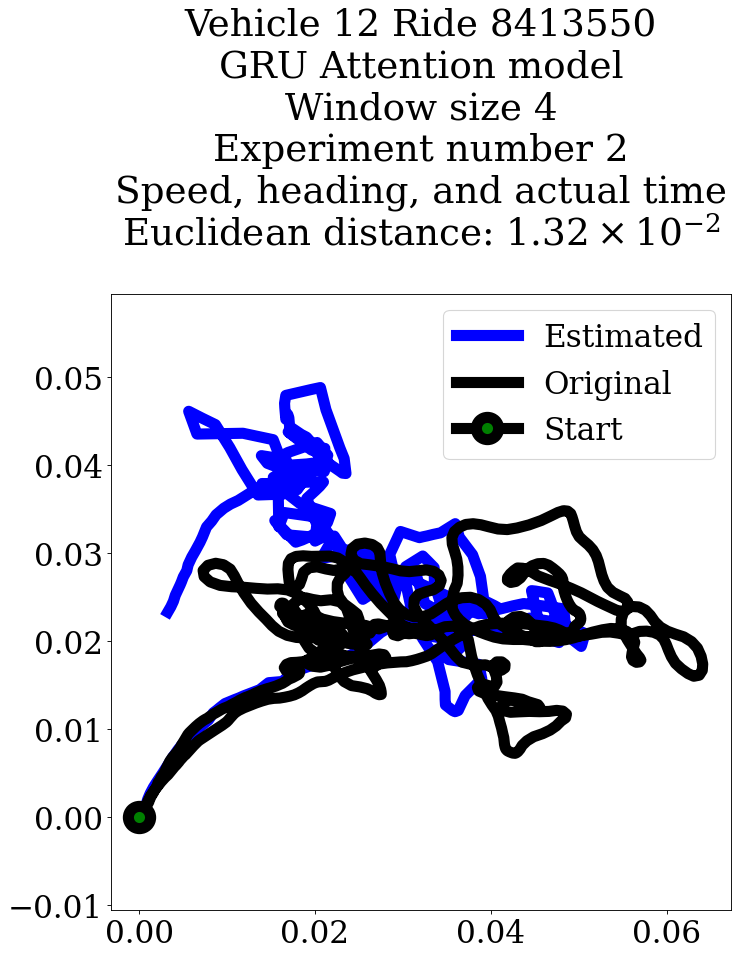 Vehicle 12 Ride 8413550
GRU Attention model
Window size 4
Experiment number 2
Speed, heading, and actual time
Euclidean distance: 1.32 × 10⁻²
Estimated
Original
Start
0.05
0.04
0.03
0.02
0.01
0.00
−0.01
0.00 0.02 0.04 0.06